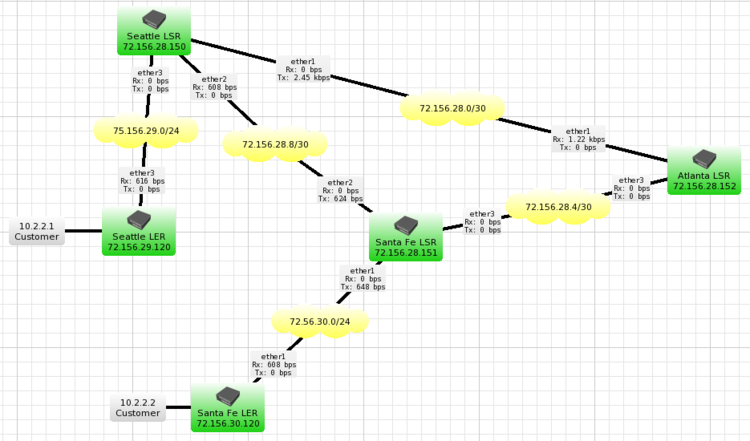 Seattle LSR
72.156.28.150
ether1
Rx: 0 bps
Tx: 2.45 kbps
ether3
Rx: 0 bps
Tx: 0 bps
ether2
Rx: 608 bps
Tx: 0 bps
72.156.28.0/30
75.156.29.0/24
72.156.28.8/30
ether1
Rx: 1.22 kbps
Tx: 0 bps
Atlanta LSR
72.156.28.152
ether3
Rx: 616 bps
Tx: 0 bps
ether2
Rx: 0 bps
Tx: 624 bps
ether3
Rx: 0 bps
Tx: 0 bps
72.156.28.4/30
10.2.2.1
Customer
Seattle LER
72.156.29.120
ether3
Rx: 0 bps
Tx: 0 bps
Santa Fe LSR
72.156.28.151
ether1
Rx: 0 bps
Tx: 648 bps
72.56.30.0/24
ether1
Rx: 608 bps
Tx: 0 bps
10.2.2.2
Customer
Santa Fe LER
72.156.30.120